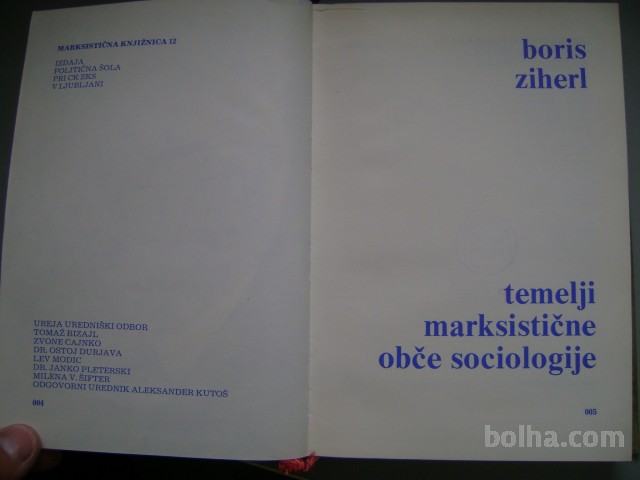 MARKSISTIČNA KNJIŽNICA 12
IZDAJA
POLITIČNA ŠOLA
PRI CK ZKS
V LJUBLJANI
UREJA UREDNIŠKI ODBOR
TOMAŽ BIZAJL
ZVONE CAJNKO
DR. OSTOJ DURJAVA
LEV MODIC
DR. JANKO PLETERSKI
MILENA V. ŠIFTER
ODGOVORNI UREDNIK ALEKSANDER KUTOŠ
004
boris
ziherl
temelji
marksistične
obče sociologije
005
bolha.com